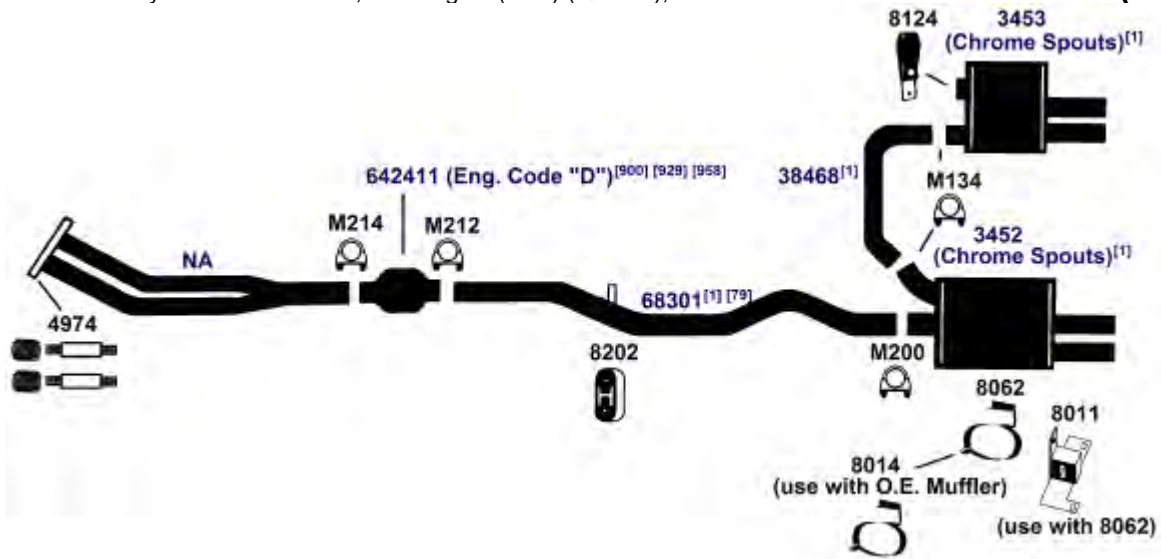 8124
3453
(Chrome Spouts)[1]
642411 (Eng. Code "D")[900] [929] [958]
38468[1]
M134
M214
M212
3452
(Chrome Spouts)[1]
NA
68301[1] [79]
4974
8202
M200
8062
8011
8014
(use with O.E. Muffler)
(use with 8062)